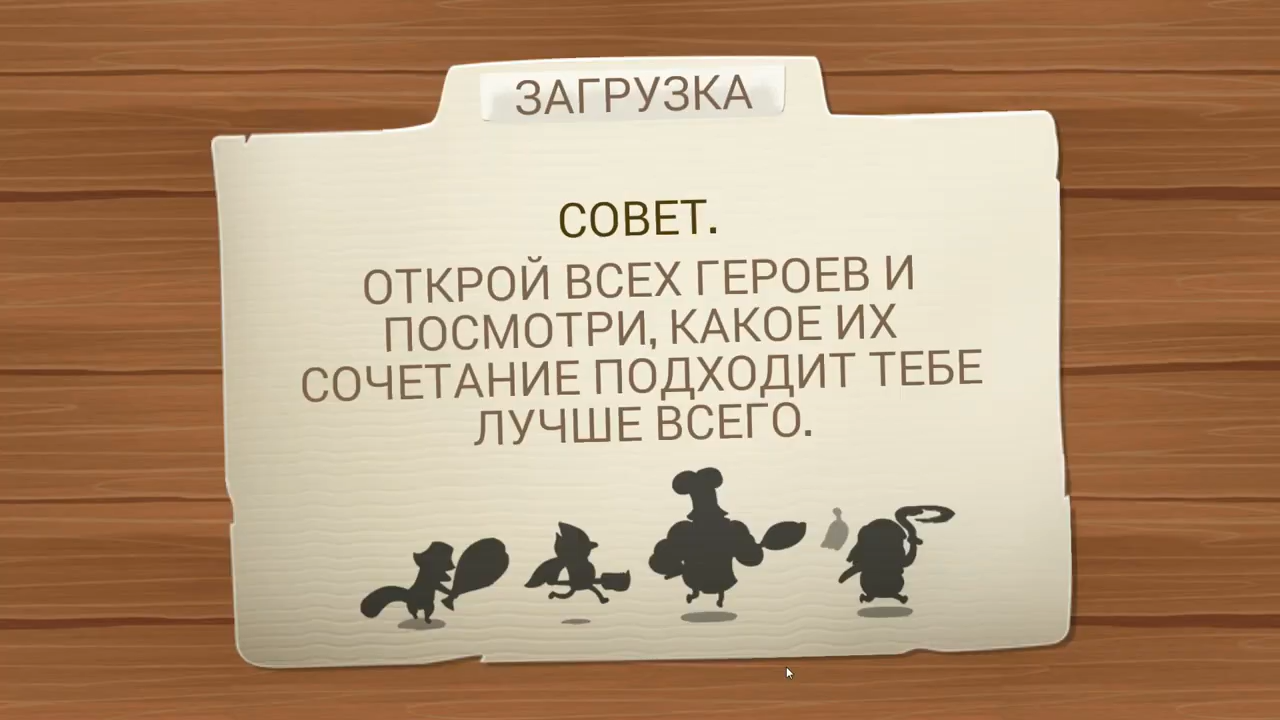 ЗАГРУЗКА
СОВЕТ.
ОТКРОЙ ВСЕХ ГЕРОЕВ И
ПОСМОТРИ, КАКОЕ ИХ
СОЧЕТАНИЕ ПОДХОДИТ ТЕБЕ
ЛУЧШЕ ВСЕГО.